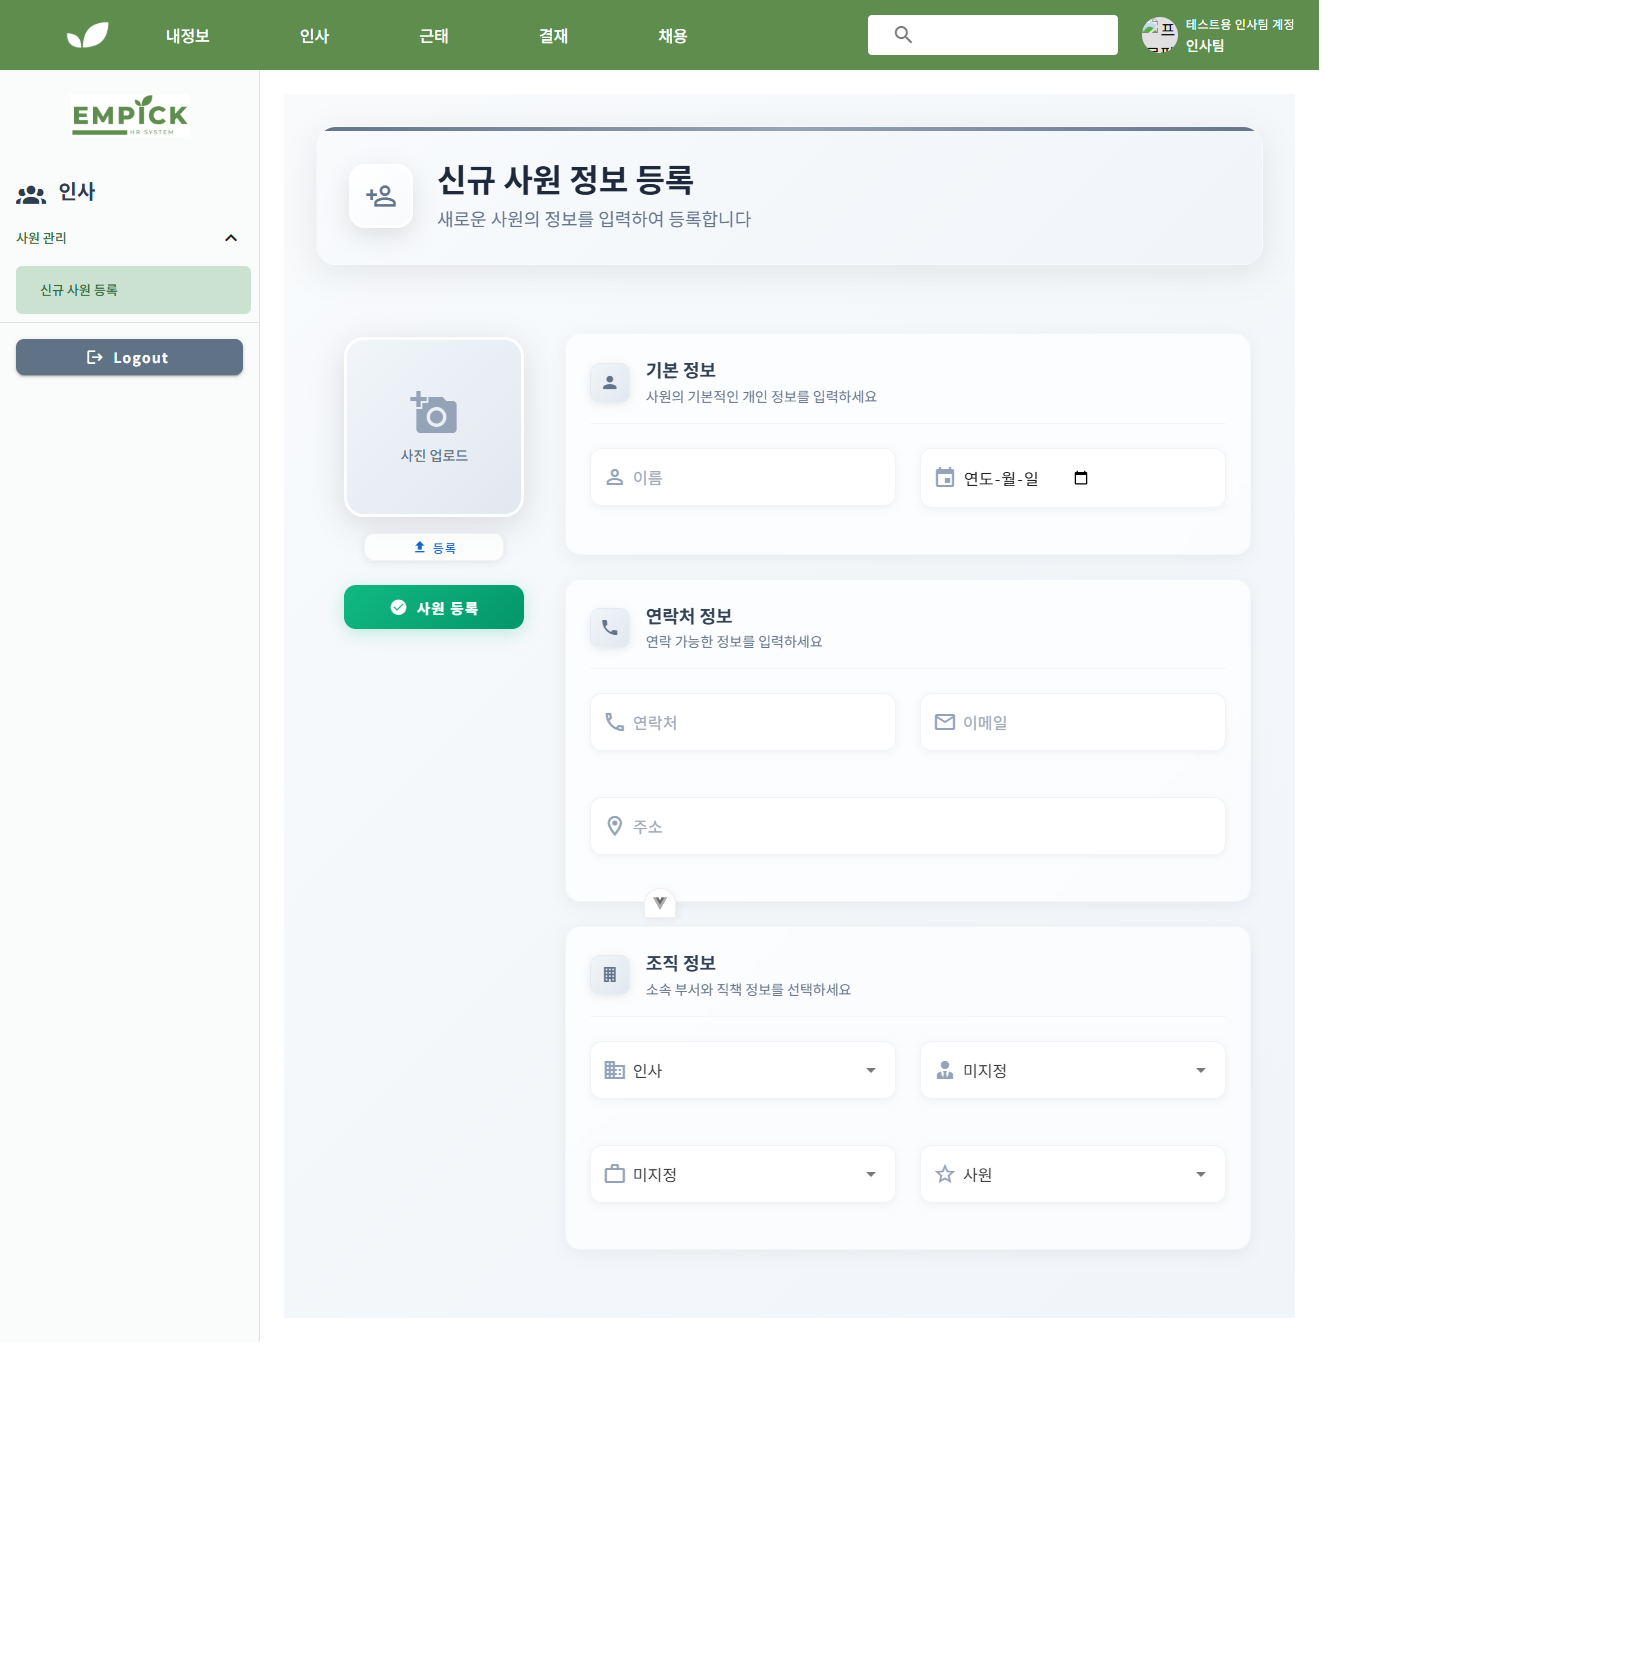 내정보
인사
근태
결재
채용
테스트용 인사팀 계정
인사팀
EMPICK
HR SYSTEM
인사
사원 관리
신규 사원 등록
Logout
신규 사원 정보 등록
새로운 사원의 정보를 입력하여 등록합니다
사진 업로드
등록
사원 등록
기본 정보
사원의 기본적인 개인 정보를 입력하세요
이름
연도-월-일
연락처 정보
연락 가능한 정보를 입력하세요
연락처
이메일
주소
조직 정보
소속 부서와 직책 정보를 선택하세요
인사
미지정
미지정
사원